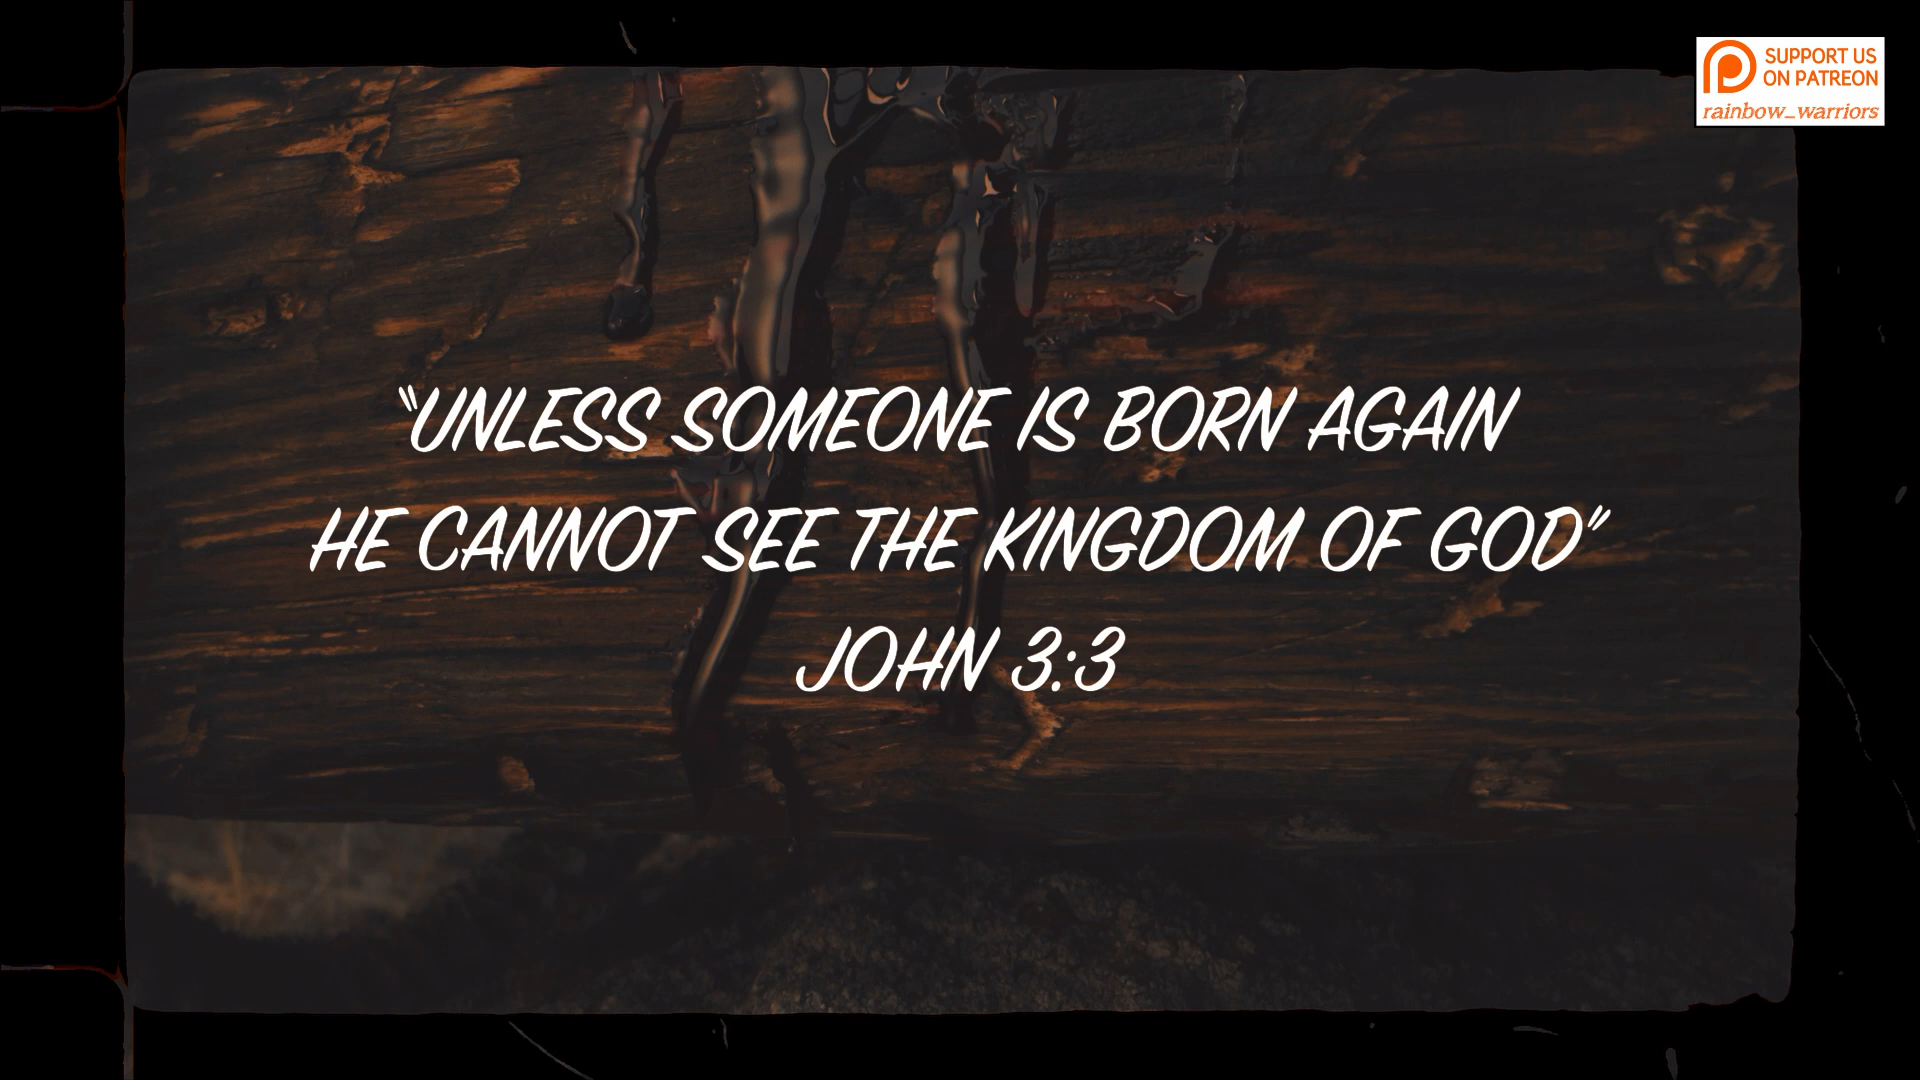 SUPPORT US
ON PATREON
rainbow_warriors
“UNLESS SOMEONE IS BORN AGAIN
HE CANNOT SEE THE KINGDOM OF GOD”
JOHN 3:3